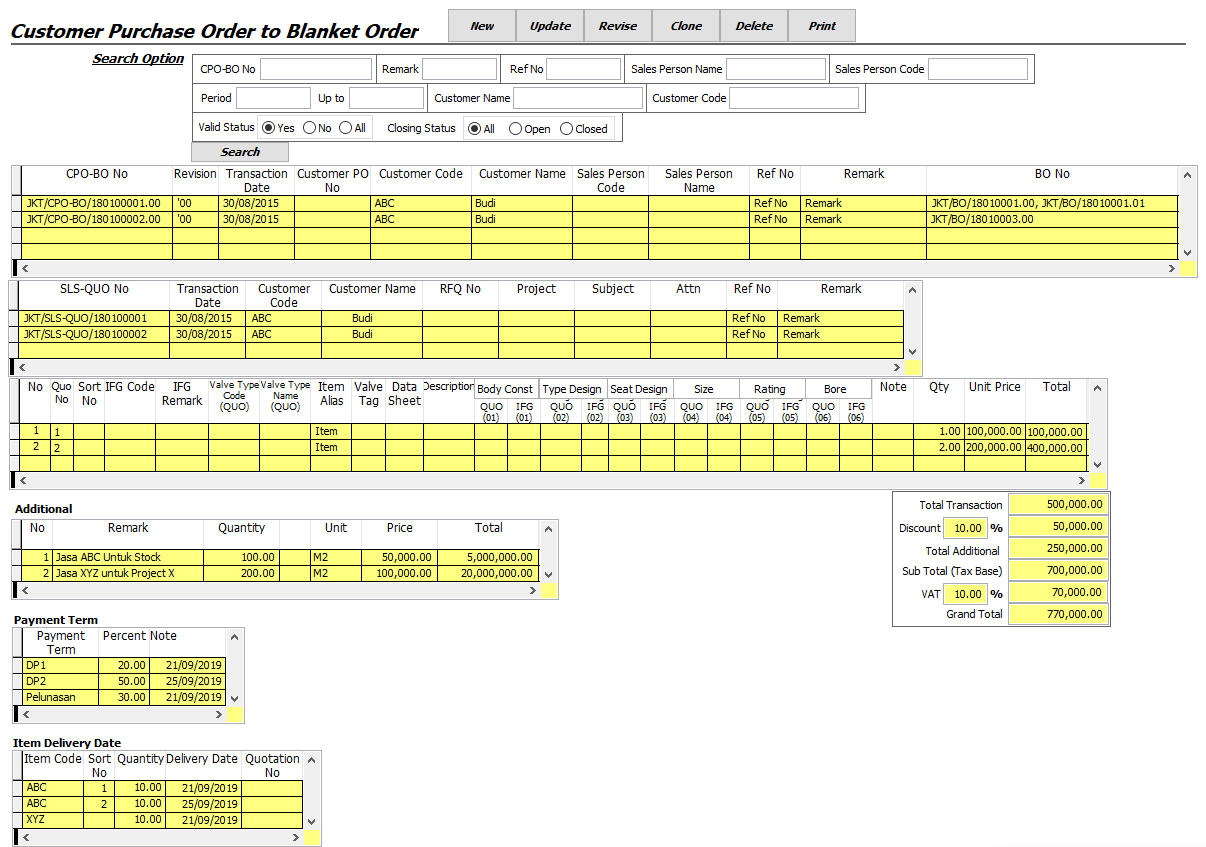 Customer Purchase Order to Blanket Order
New Update Revise Clone Delete Print
Search Option
CPO-BO No Remark Ref No Sales Person Name Sales Person Code
Period Up to Customer Name Customer Code
Valid Status Yes No All Closing Status All Open Closed
Search
CPO-BO No Revision Transaction Date Customer PO No Customer Code Customer Name Sales Person Code Sales Person Name Ref No Remark BO No
JKT/CPO-BO/180100001.00 '00 30/08/2015 ABC Budi Ref No Remark JKT/BO/18010001.00, JKT/BO/18010001.01
JKT/CPO-BO/180100002.00 '00 30/08/2015 ABC Budi Ref No Remark JKT/BO/18010003.00
SLS-QUO No Transaction Date Customer Code Customer Name RFQ No Project Subject Attn Ref No Remark
JKT/SLS-QUO/180100001 30/08/2015 ABC Budi Ref No Remark
JKT/SLS-QUO/180100002 30/08/2015 ABC Budi Ref No Remark
No Quo No Sort No IFG Code IFG Remark Valve Type Code (QUO) Valve Type Name (QUO) Item Alias Valve Tag Data Sheet Description Body Const Type Design Seat Design Size Rating Bore Note Qty Unit Price Total
QUO (01) IFG (01) QUO (02) IFG (02) QUO (03) IFG (03) QUO (04) IFG (04) QUO (05) IFG (05) QUO (06) IFG (06)
1 1 Item 1.00 100,000.00 100,000.00
2 2 Item 2.00 200,000.00 400,000.00
Total Transaction 500,000.00
Discount 10.00 % 50,000.00
Total Additional 250,000.00
Sub Total (Tax Base) 700,000.00
VAT 10.00 % 70,000.00
Grand Total 770,000.00
Additional
No Remark Quantity Unit Price Total
1 Jasa ABC Untuk Stock 100.00 M2 50,000.00 5,000,000.00
2 Jasa XYZ untuk Project X 200.00 M2 100,000.00 20,000,000.00
Payment Term
Payment Term Percent Note
DP1 20.00 21/09/2019
DP2 50.00 25/09/2019
Pelunasan 30.00 21/09/2019
Item Delivery Date
Item Code Sort No Quantity Delivery Date Quotation No
ABC 1 10.00 21/09/2019
ABC 2 10.00 25/09/2019
XYZ 10.00 21/09/2019